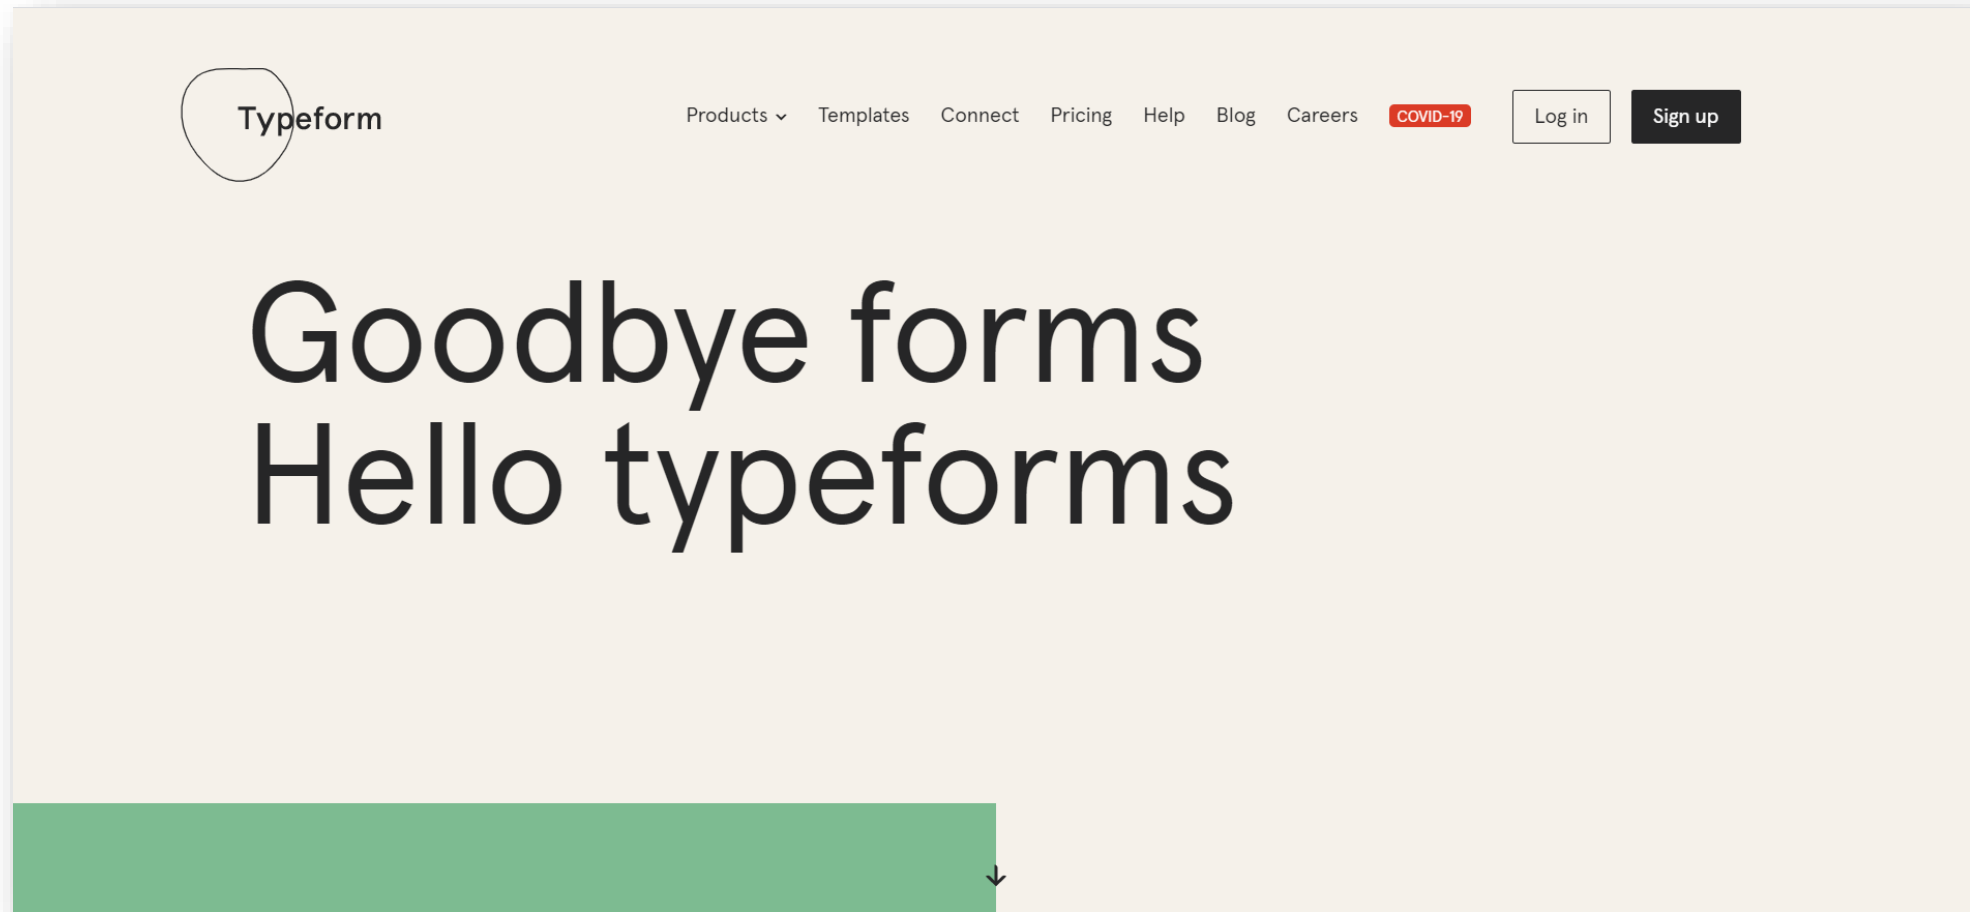 Typeform
Products Templates Connect Pricing Help Blog Careers COVID-19 Log in Sign up
Goodbye forms
Hello typeforms